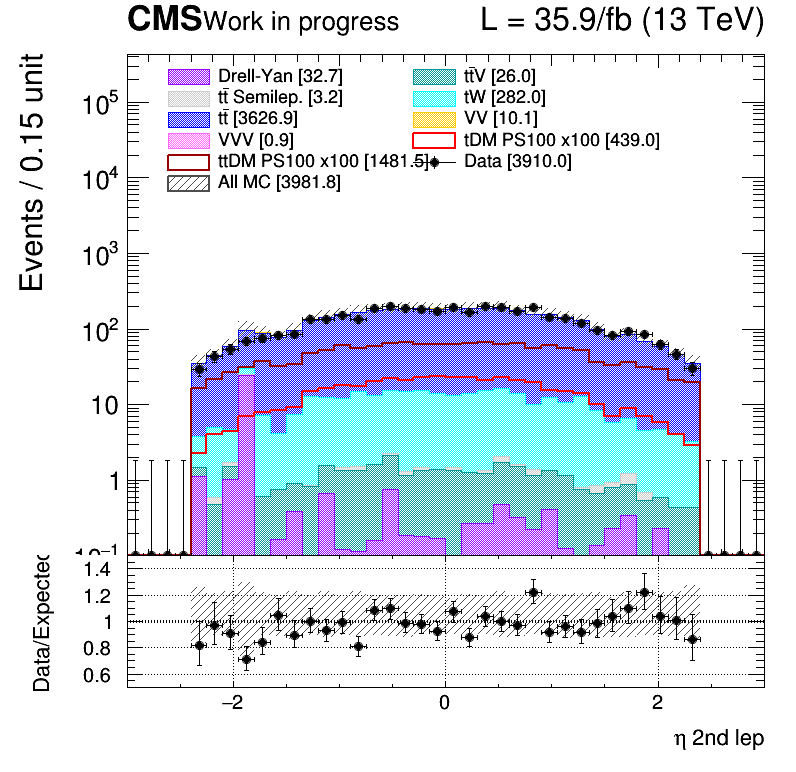 CMS Work in progress L = 35.9/fb (13 TeV)
Events / 0.15 unit
Drell-Yan [32.7] tt̄V [26.0]
tt̄ Semilep. [3.2] tW [282.0]
tt̄ [3626.9] VV [10.1]
VVV [0.9] tDM PS100 x100 [439.0]
ttDM PS100 x100 [1481.5] Data [3910.0]
All MC [3981.8]
10⁵
10⁴
10³
10²
10
1
10⁻¹
Data/Expected
1.4
1.2
1
0.8
0.6
−2 0 2
η 2nd lep